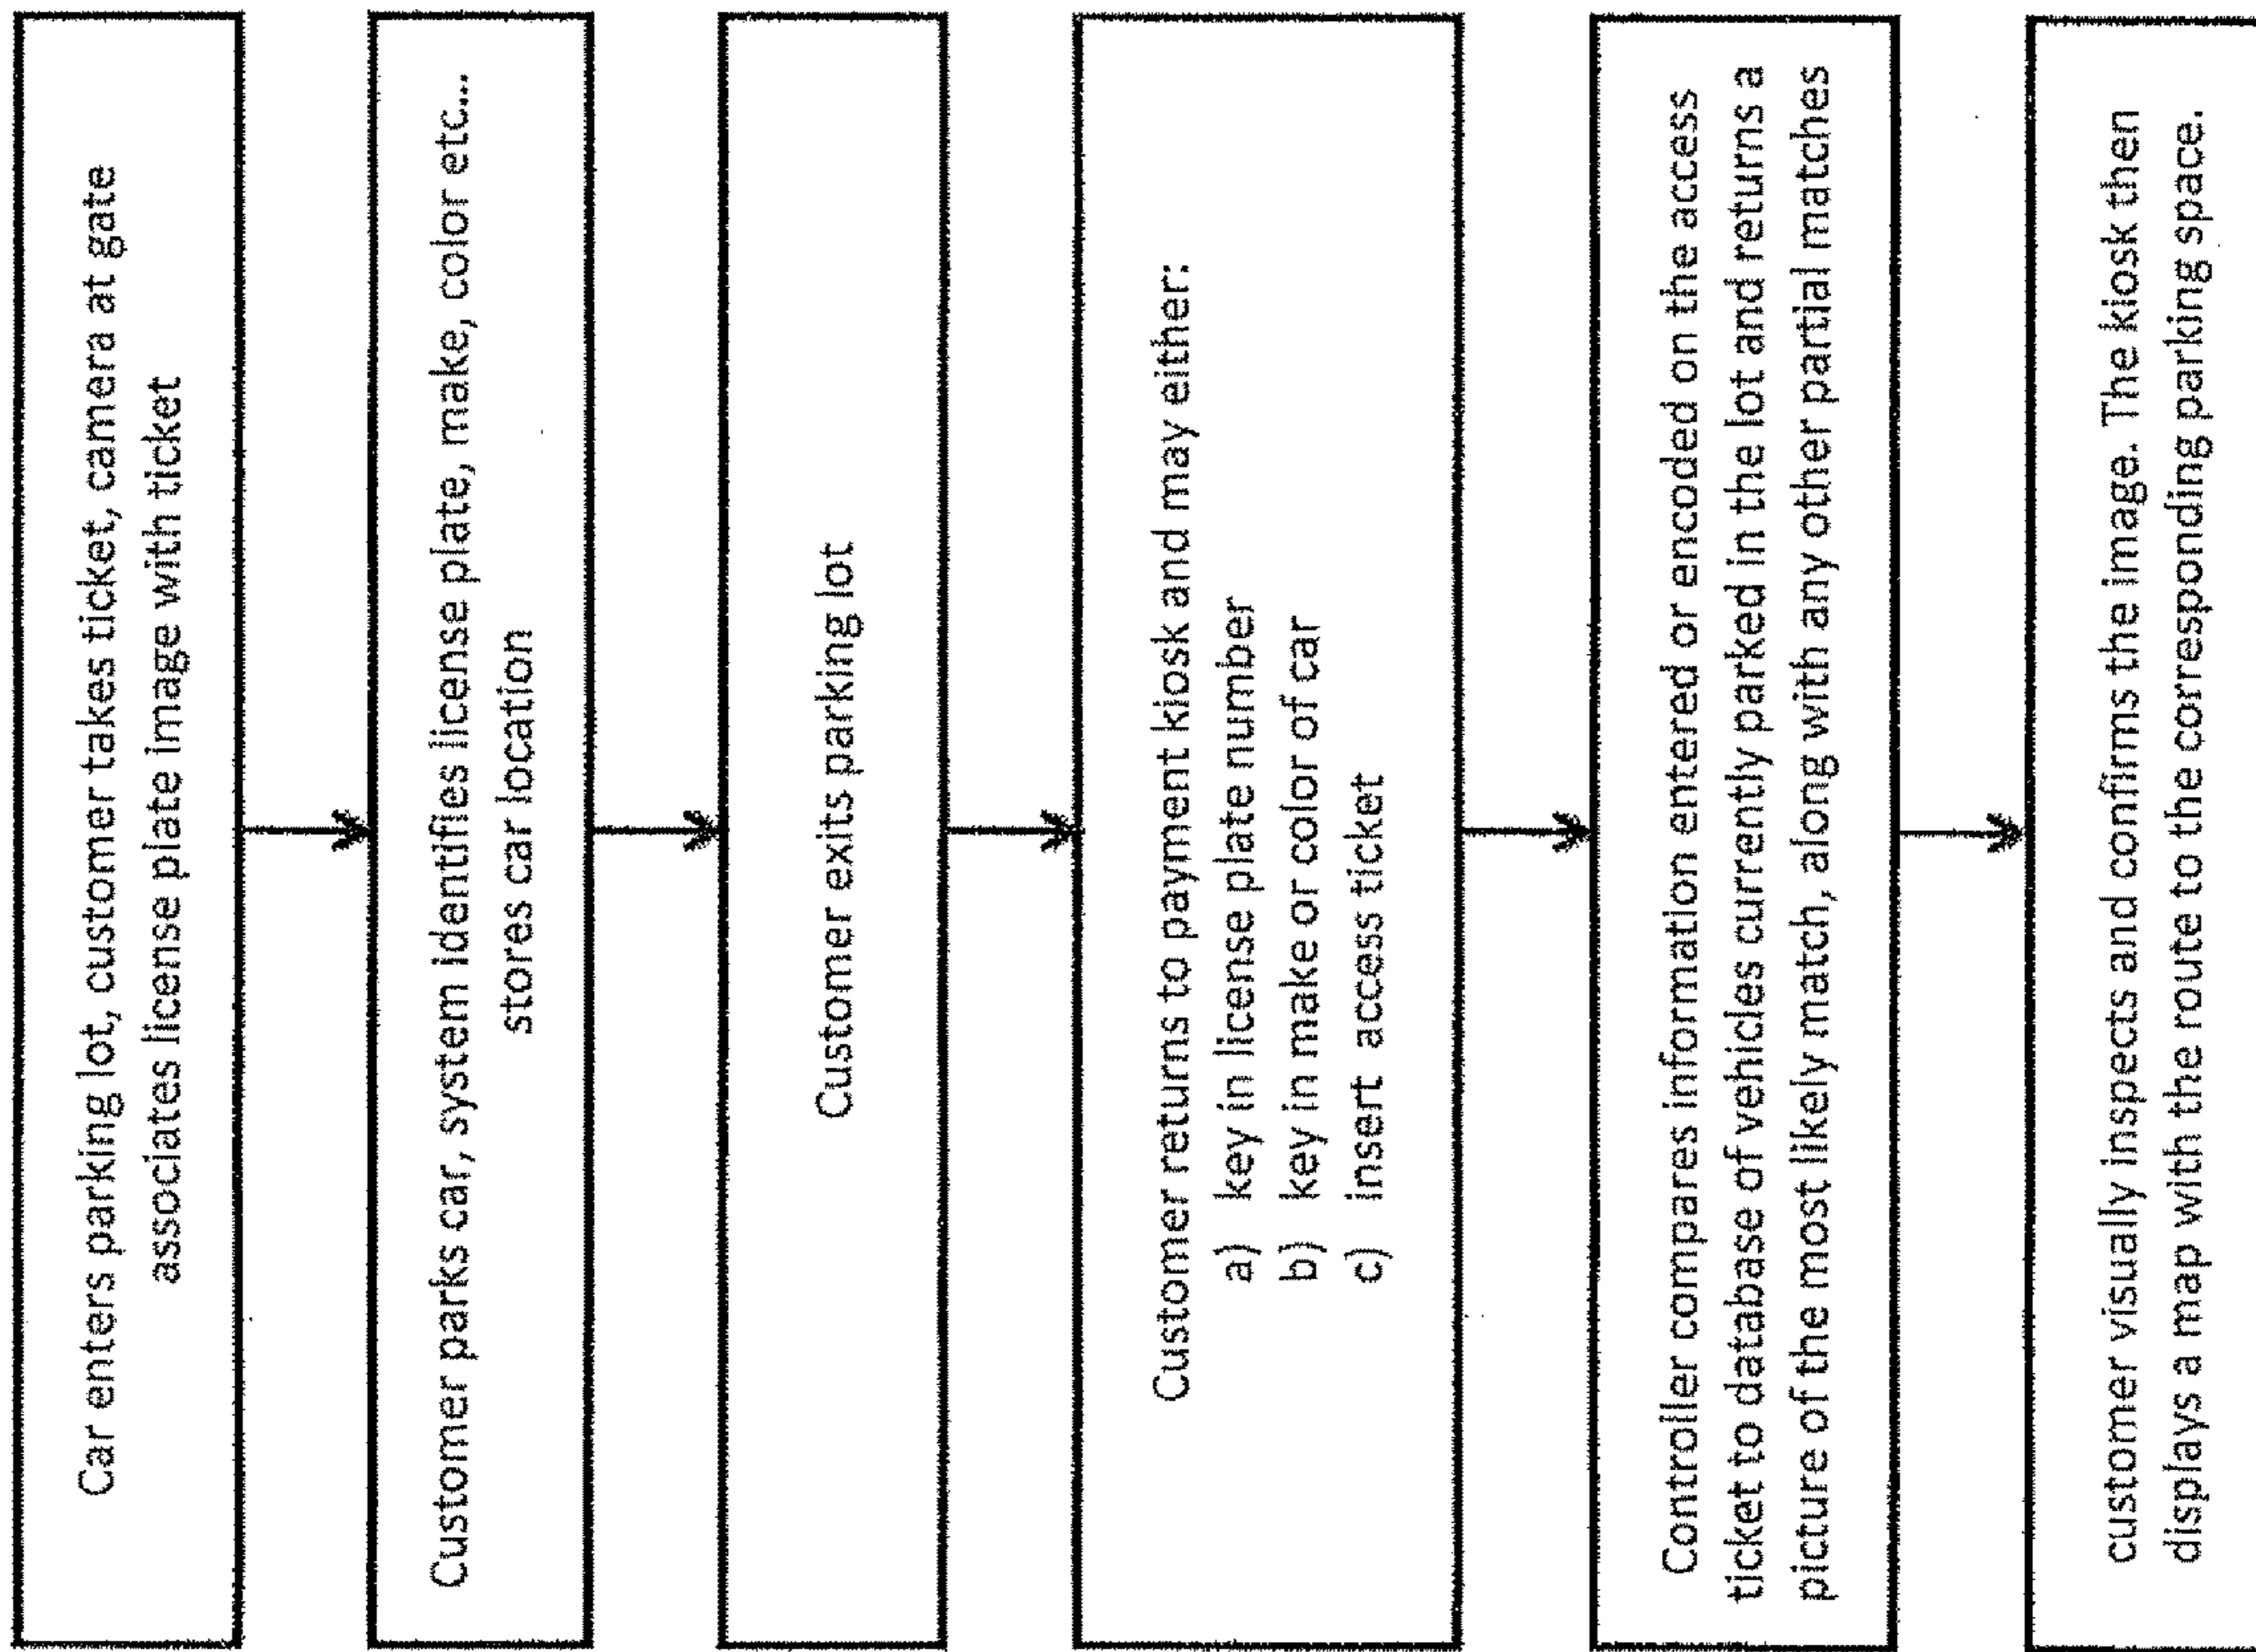 Car enters parking lot, customer takes ticket, camera at gate
associates license plate image with ticket
Customer parks car, system identifies license plate, make, color etc...
stores car location
Customer exits parking lot
Customer returns to payment kiosk and may either:
a) key in license plate number
b) key in make or color of car
c) insert access ticket
Controller compares information entered or encoded on the access
ticket to database of vehicles currently parked in the lot and returns a
picture of the most likely match, along with any other partial matches
customer visually inspects and confirms the image. The kiosk then
displays a map with the route to the corresponding parking space.